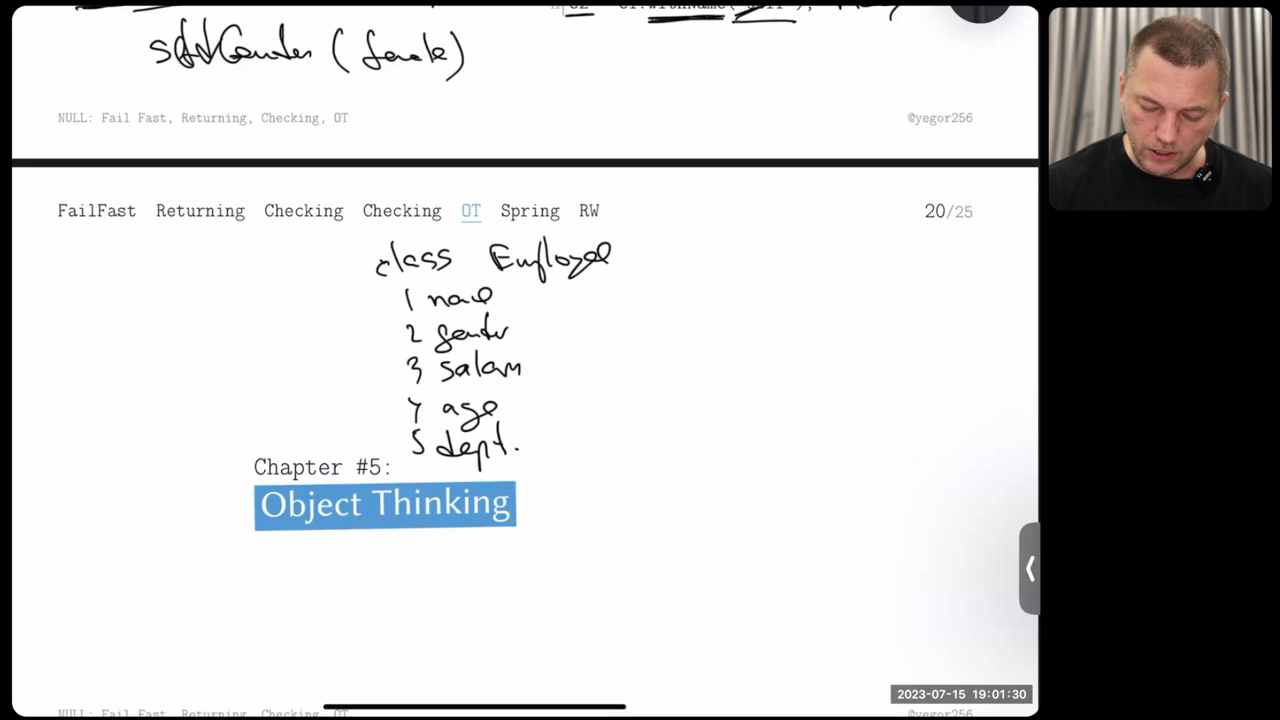 setGender (female)
NULL: Fail Fast, Returning, Checking, OT
@yegor256
FailFast Returning Checking Checking OT Spring RW
20/25
class Employee
1 name
2 gender
3 salary
4 age
5 dept.
Chapter #5:
Object Thinking
2023-07-15 19:01:30